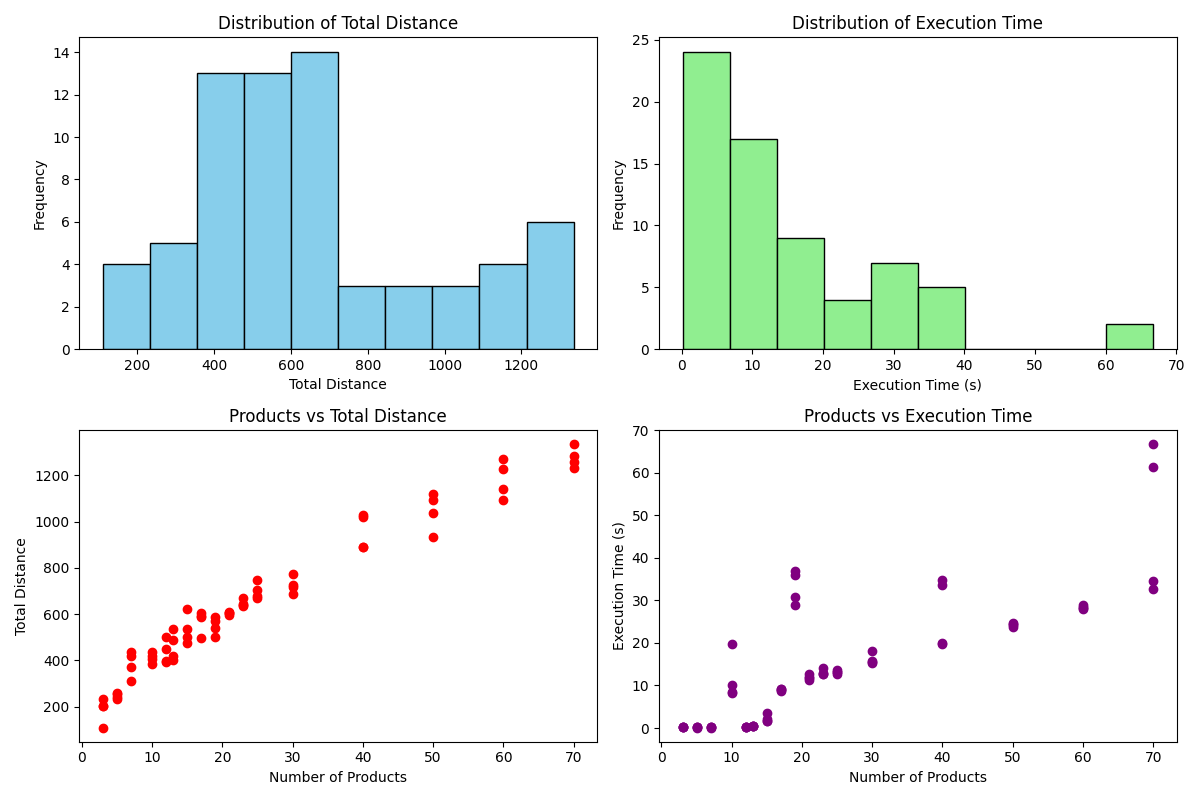 Distribution of Total Distance
Frequency
14
12
10
8
6
4
2
0
200 400 600 800 1000 1200
Total Distance
Distribution of Execution Time
Frequency
25
20
15
10
5
0
0 10 20 30 40 50 60 70
Execution Time (s)
Products vs Total Distance
Total Distance
1200
1000
800
600
400
200
0 10 20 30 40 50 60 70
Number of Products
Products vs Execution Time
Execution Time (s)
70
60
50
40
30
20
10
0
0 10 20 30 40 50 60 70
Number of Products